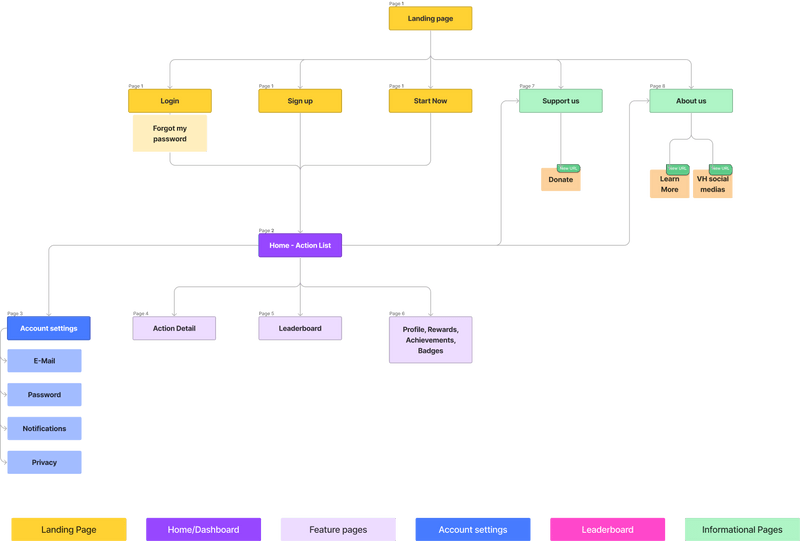 Page 1
Landing page
Page 1
Login
Page 1
Sign up
Page 1
Start Now
Page 7
Support us
Page 8
About us
Forgot my
password
New URL
Donate
New URL
Learn
More
New URL
VH social
medias
Page 2
Home - Action List
Page 3
Account settings
Page 4
Action Detail
Page 5
Leaderboard
Page 6
Profile, Rewards,
Achievements,
Badges
E-Mail
Password
Notifications
Privacy
Landing Page
Home/Dashboard
Feature pages
Account settings
Leaderboard
Informational Pages